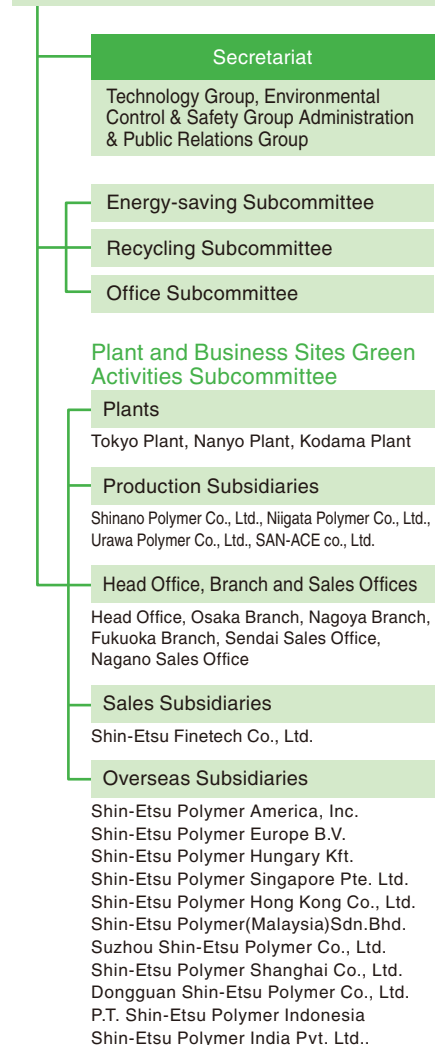 Secretariat
Technology Group, Environmental
Control & Safety Group Administration
& Public Relations Group
Energy-saving Subcommittee
Recycling Subcommittee
Office Subcommittee
Plant and Business Sites Green
Activities Subcommittee
Plants
Tokyo Plant, Nanyo Plant, Kodama Plant
Production Subsidiaries
Shinano Polymer Co., Ltd., Niigata Polymer Co., Ltd.,
Urawa Polymer Co., Ltd., SAN-ACE co., Ltd.
Head Office, Branch and Sales Offices
Head Office, Osaka Branch, Nagoya Branch,
Fukuoka Branch, Sendai Sales Office,
Nagano Sales Office
Sales Subsidiaries
Shin-Etsu Finetech Co., Ltd.
Overseas Subsidiaries
Shin-Etsu Polymer America, Inc.
Shin-Etsu Polymer Europe B.V.
Shin-Etsu Polymer Hungary Kft.
Shin-Etsu Polymer Singapore Pte. Ltd.
Shin-Etsu Polymer Hong Kong Co., Ltd.
Shin-Etsu Polymer(Malaysia)Sdn.Bhd.
Suzhou Shin-Etsu Polymer Co., Ltd.
Shin-Etsu Polymer Shanghai Co., Ltd.
Dongguan Shin-Etsu Polymer Co., Ltd.
P.T. Shin-Etsu Polymer Indonesia
Shin-Etsu Polymer India Pvt. Ltd..